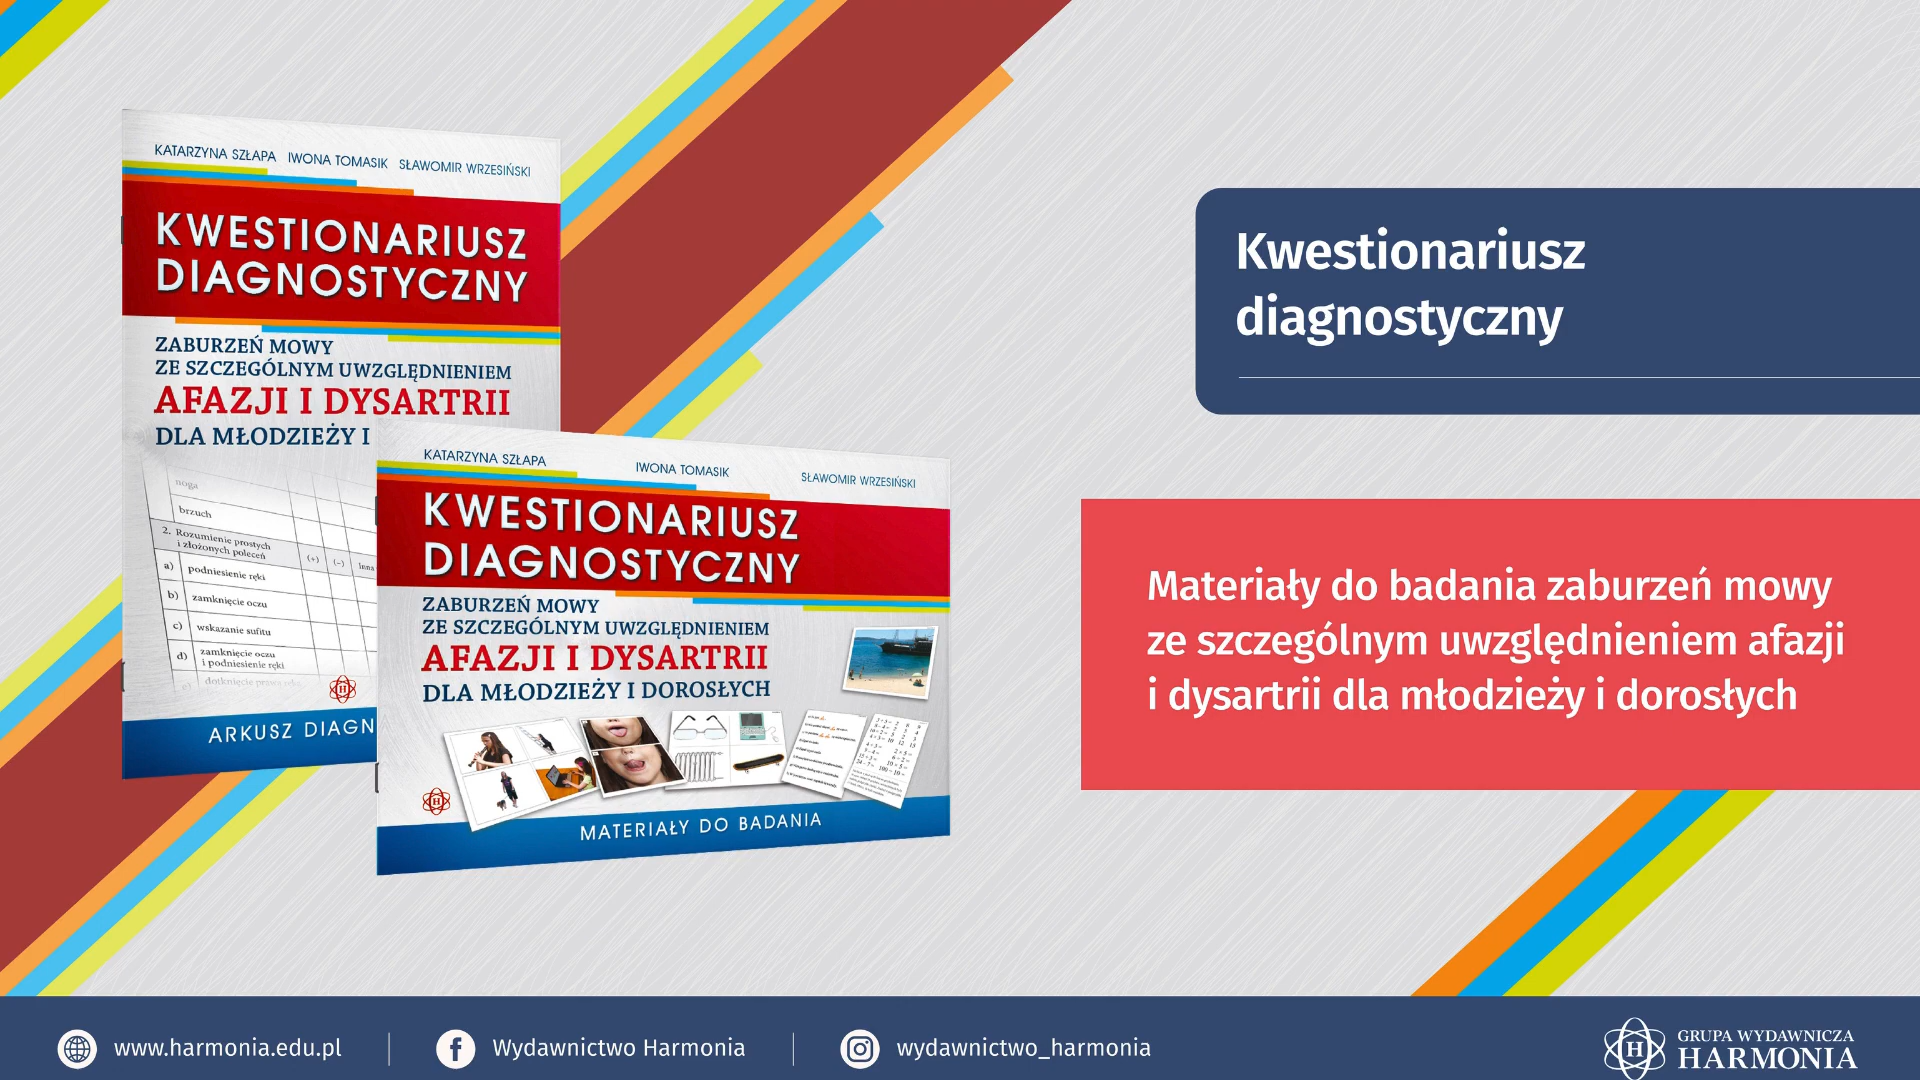 KATARZYNA SZŁAPA IWONA TOMASIK SŁAWOMIR WRZESIŃSKI
KWESTIONARIUSZ
DIAGNOSTYCZNY
ZABURZEŃ MOWY
ZE SZCZEGÓLNYM UWZGLĘDNIENIEM
AFAZJI I DYSARTRII
DLA MŁODZIEŻY I
noga
brzuch
2. Rozumienie prostych
i złożonych poleceń (+) (−) Inna
a) podniesienie ręki
b) zamknięcie oczu
c) wskazanie sufitu
d) zamknięcie oczu
i podniesienie ręki
e) dotknięcie
H
ARKUSZ DIAGN
KATARZYNA SZŁAPA IWONA TOMASIK SŁAWOMIR WRZESIŃSKI
KWESTIONARIUSZ
DIAGNOSTYCZNY
ZABURZEŃ MOWY
ZE SZCZEGÓLNYM UWZGLĘDNIENIEM
AFAZJI I DYSARTRII
DLA MŁODZIEŻY I DOROSŁYCH
H
MATERIAŁY DO BADANIA
Kwestionariusz
diagnostyczny
Materiały do badania zaburzeń mowy
ze szczególnym uwzględnieniem afazji
i dysartrii dla młodzieży i dorosłych
www.harmonia.edu.pl
Wydawnictwo Harmonia
wydawnictwo_harmonia
H
GRUPA WYDAWNICZA
HARMONIA